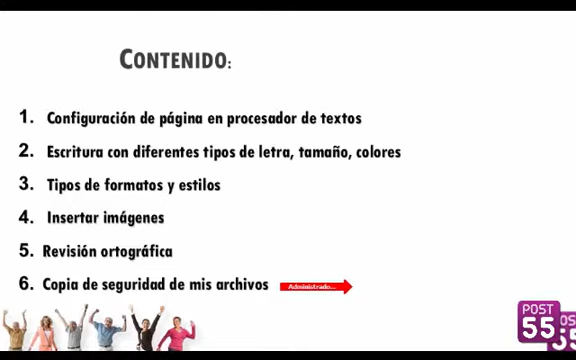 CONTENIDO:
1. Configuración de página en procesador de textos
2. Escritura con diferentes tipos de letra, tamaño, colores
3. Tipos de formatos y estilos
4. Insertar imágenes
5. Revisión ortográfica
6. Copia de seguridad de mis archivos
Administrado...
POST
55
55